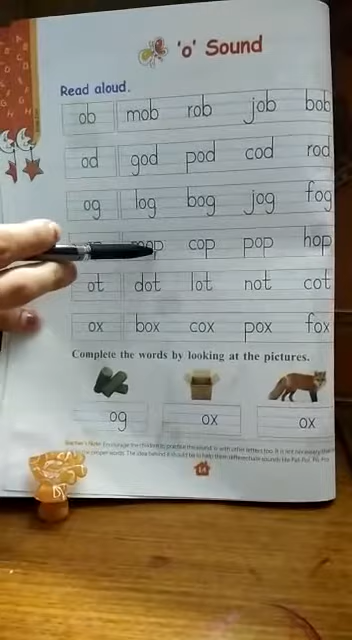 'o' Sound
Read aloud.
ob mob rob job bob
od god pod cod rod
og log bog jog fog
cop pop hop
ot dot lot not cot
ox box cox pox fox
Complete the words by looking at the pictures.
og ox ox